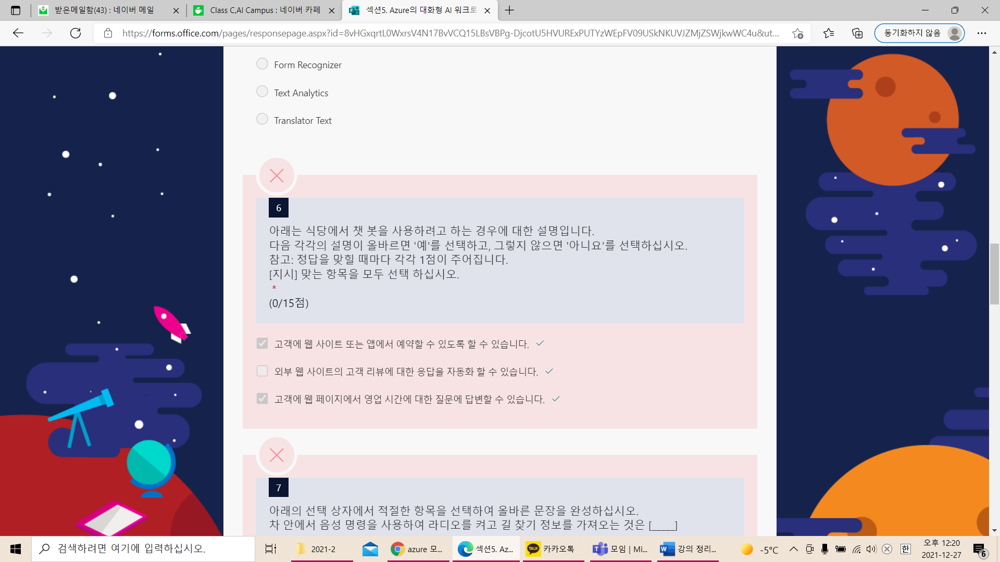 받은메일함(43) : 네이버 메일
Class C,AI Campus : 네이버 카페
섹션5. Azure의 대화형 AI 워크로
https://forms.office.com/pages/responsepage.aspx?id=8vHGxqrtL0WxrsV4N17BvVCQ15LBsVBPg-DjcotU5HVURExPUTYzWEpFV09USkNKUVJZMjZSWjkwWC4u&ut...
동기화하지 않음
Form Recognizer
Text Analytics
Translator Text
6
아래는 식당에서 챗 봇을 사용하려고 하는 경우에 대한 설명입니다.
다음 각각의 설명이 올바르면 '예'를 선택하고, 그렇지 않으면 '아니요'를 선택하십시오.
참고: 정답을 맞힐 때마다 각각 1점이 주어집니다.
[지시] 맞는 항목을 모두 선택 하십시오.
*
(0/15점)
고객에 웹 사이트 또는 앱에서 예약할 수 있도록 할 수 있습니다.
외부 웹 사이트의 고객 리뷰에 대한 응답을 자동화 할 수 있습니다.
고객에 웹 페이지에서 영업 시간에 대한 질문에 답변할 수 있습니다.
7
아래의 선택 상자에서 적절한 항목을 선택하여 올바른 문장을 완성하십시오.
차 안에서 음성 명령을 사용하여 라디오를 켜고 길 찾기 정보를 가져오는 것은 [_____]
검색하려면 여기에 입력하십시오.
2021-2
azure 모...
섹션5. Az...
TALK
카카오톡
모임 | Mi...
강의 정리...
-5°C
한
오후 12:20
2021-12-27
6